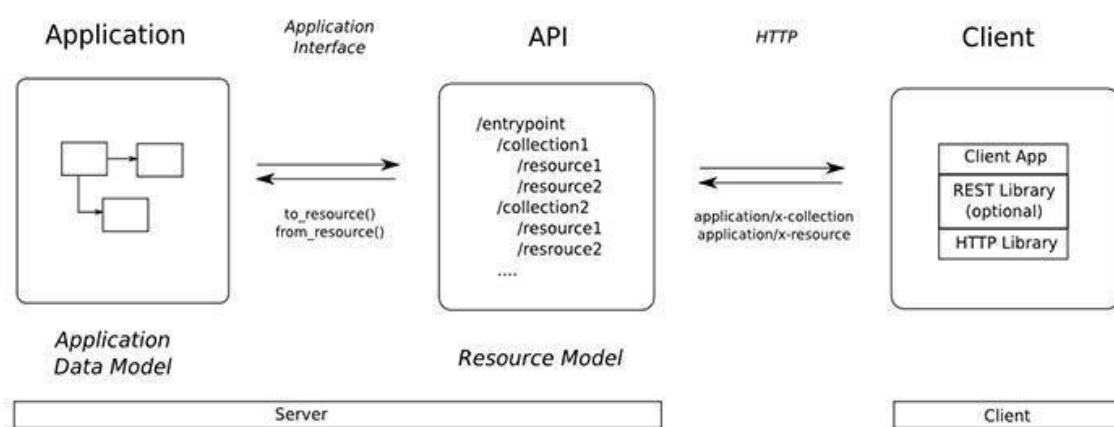 Application
Application
Interface
API
HTTP
Client
/entrypoint
/collection1
/resource1
/resource2
/collection2
/resource1
/resrouce2
....
to_resource()
from_resource()
application/x-collection
application/x-resource
Client App
REST Library
(optional)
HTTP Library
Application
Data Model
Resource Model
Server
Client